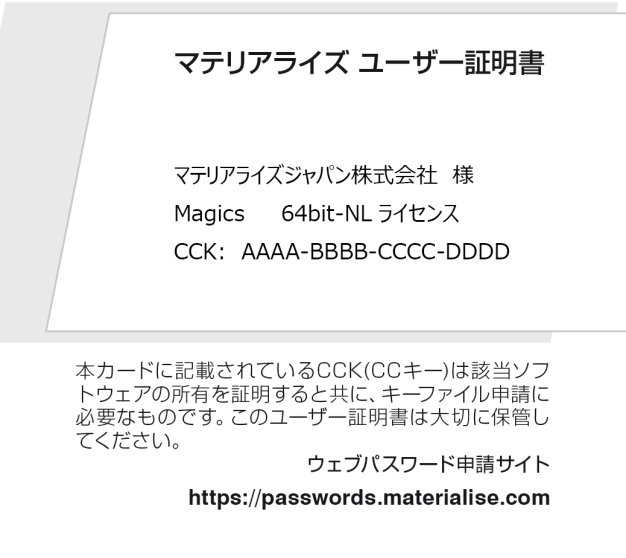 マテリアライズ ユーザー証明書
マテリアライズジャパン株式会社 様
Magics 64bit-NL ライセンス
CCK: AAAA-BBBB-CCCC-DDDD
本カードに記載されているCCK(CCキー)は該当ソフ
トウェアの所有を証明すると共に、キーファイル申請に
必要なものです。このユーザー証明書は大切に保管し
てください。
ウェブパスワード申請サイト
https://passwords.materialise.com